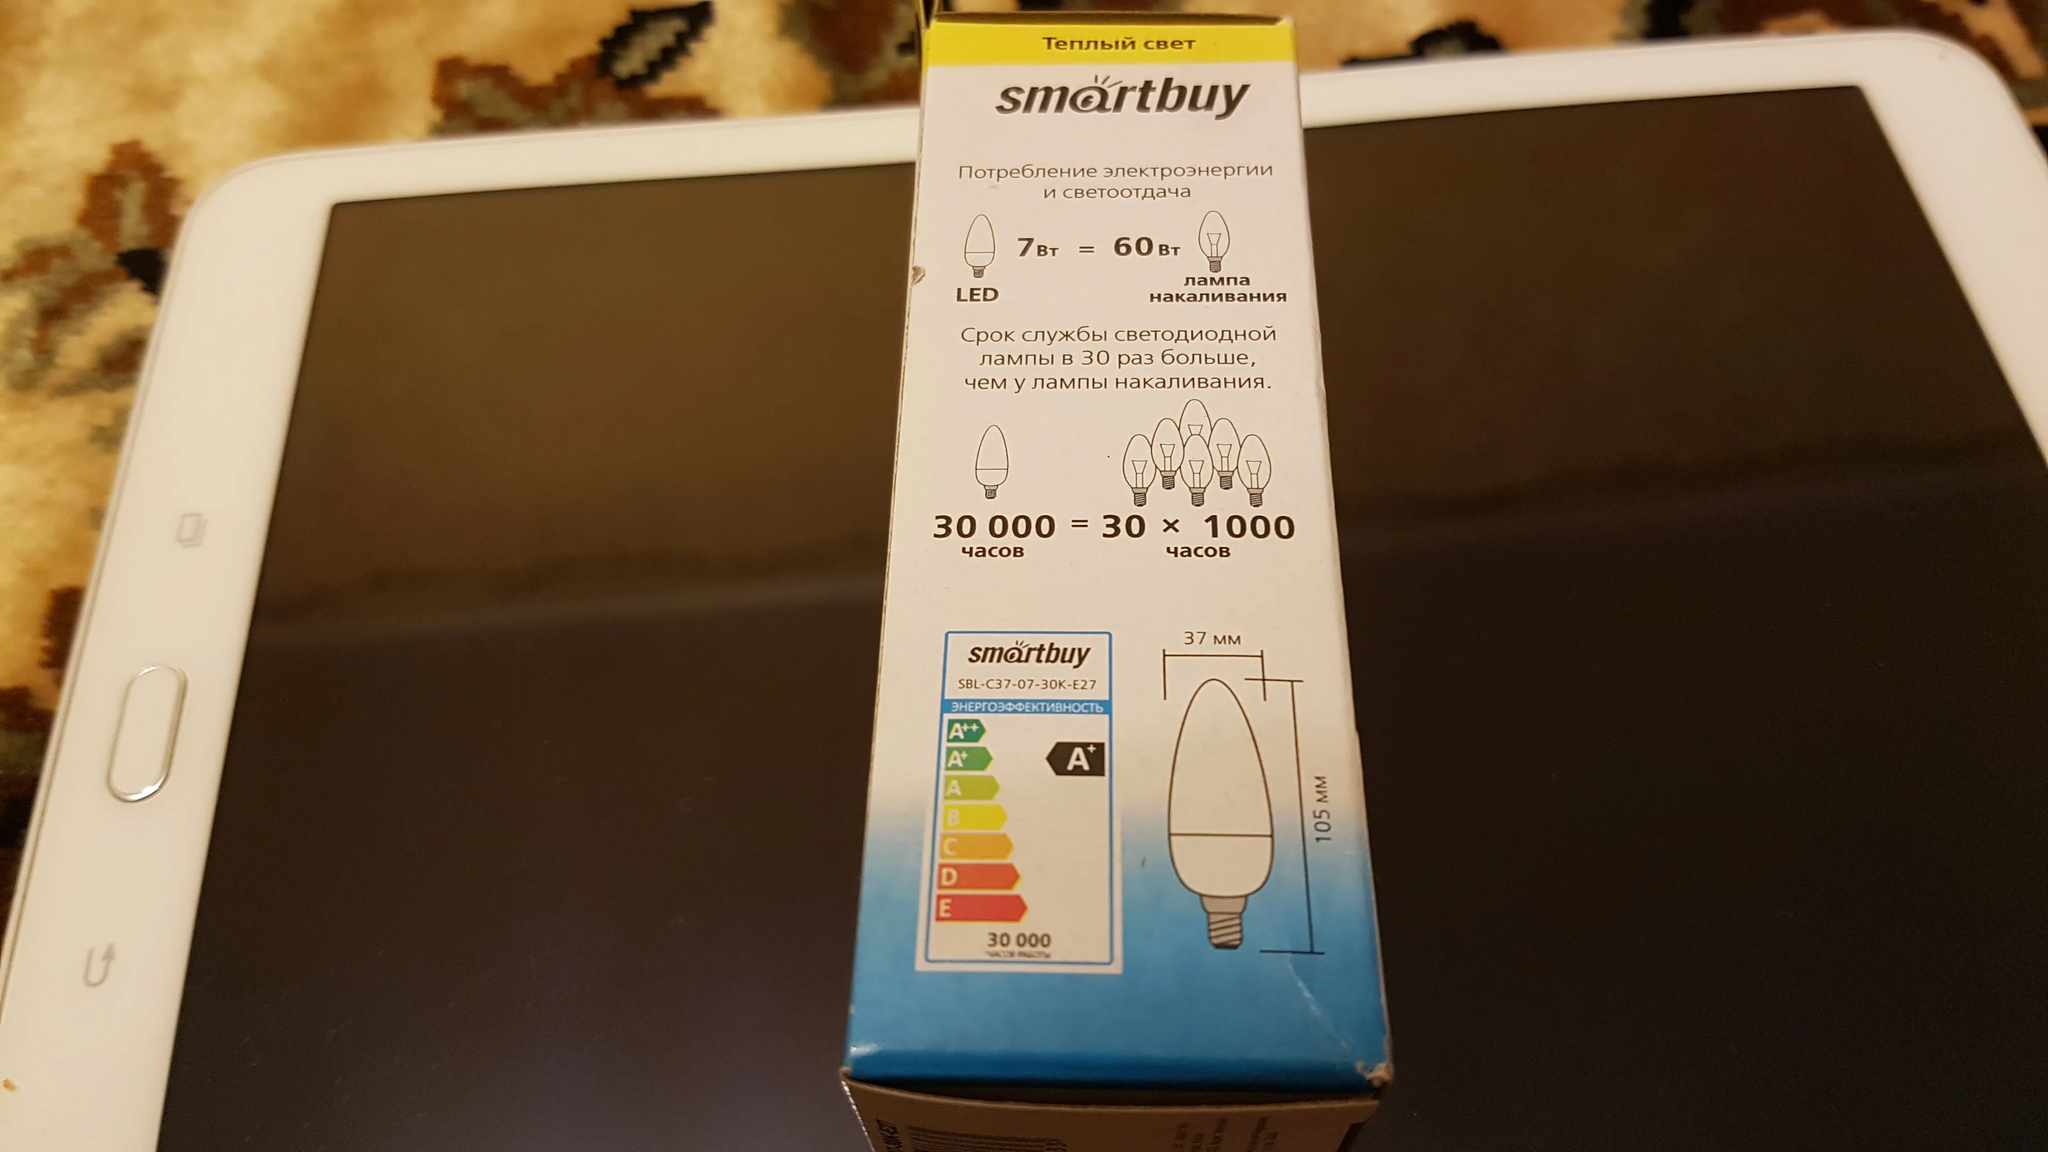 Теплый свет
smartbuy
Потребление электроэнергии
и светоотдача
7Вт = 60Вт
LED
лампа
накаливания
Срок службы светодиодной
лампы в 30 раз больше,
чем у лампы накаливания.
30 000 = 30 × 1000
часов часов
smartbuy
SBL-C37-07-30K-E27
ЭНЕРГОЭФФЕКТИВНОСТЬ
A++
A+ A+
A
B
C
D
E
30 000
ЧАСОВ РАБОТЫ
37 мм
105 мм